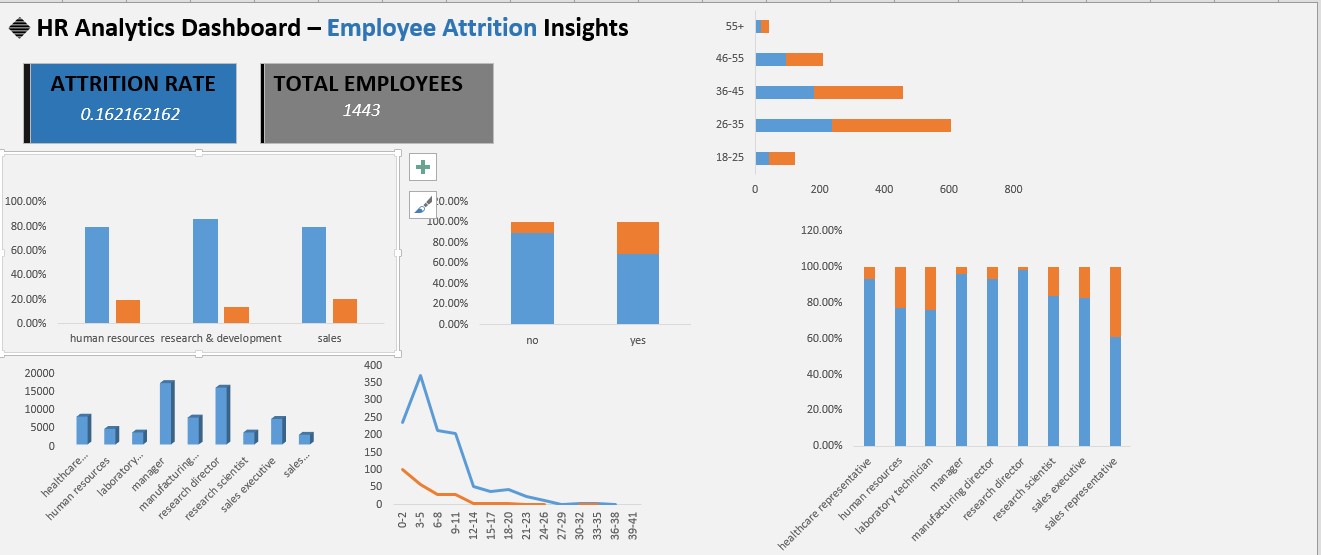 HR Analytics Dashboard – Employee Attrition Insights
ATTRITION RATE
0.162162162
TOTAL EMPLOYEES
1443
55+
46-55
36-45
26-35
18-25
0 200 400 600 800
100.00%
80.00%
60.00%
40.00%
20.00%
0.00%
human resources research & development sales
20.00%
100.00%
80.00%
60.00%
40.00%
20.00%
0.00%
no yes
120.00%
100.00%
80.00%
60.00%
40.00%
20.00%
0.00%
healthcare representative
human resources
laboratory technician
manager
manufacturing director
research director
research scientist
sales executive
sales representative
20000
15000
10000
5000
0
healthcare...
human resources
laboratory...
manager
manufacturing...
research director
research scientist
sales executive
sales...
400
350
300
250
200
150
100
50
0
0-2
3-5
6-8
9-11
12-14
15-17
18-20
21-23
24-26
27-29
30-32
33-35
36-38
39-41